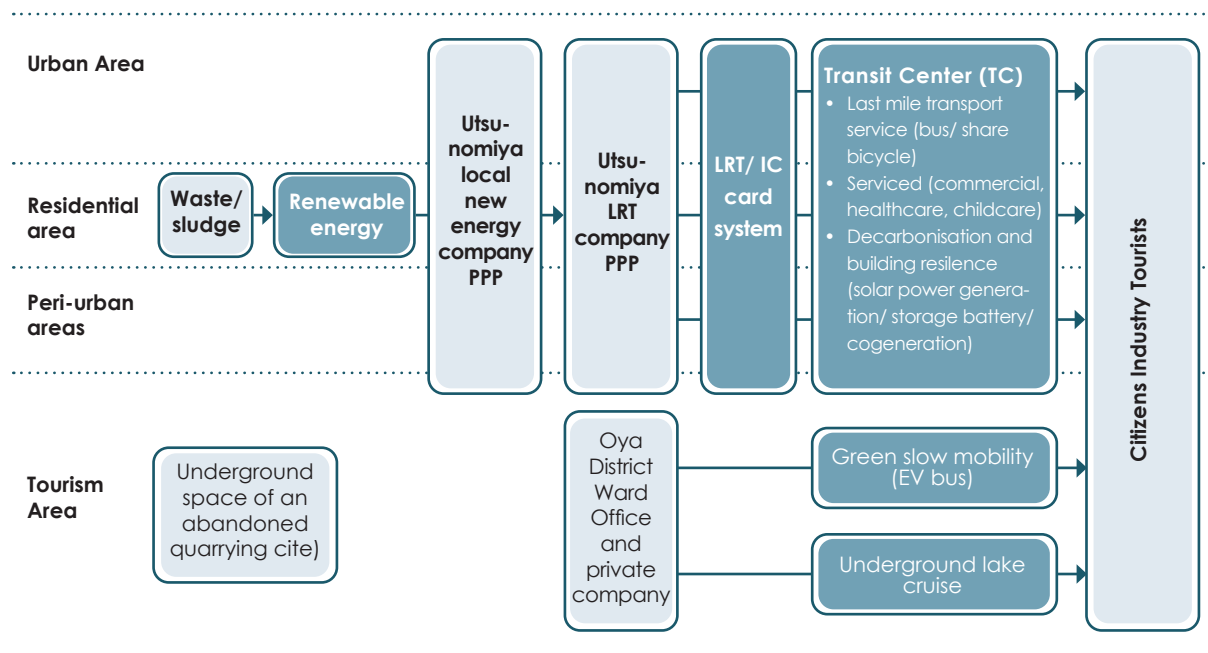 Urban Area
Residential
area
Peri-urban
areas
Tourism
Area
Waste/
sludge
Renewable
energy
Utsu-
nomiya
local
new
energy
company
PPP
Utsu-
nomiya
LRT
company
PPP
LRT/ IC
card
system
Transit Center (TC)
• Last mile transport
service (bus/ share
bicycle)
• Serviced (commercial,
healthcare, childcare)
• Decarbonisation and
building resilence
(solar power genera-
tion/ storage battery/
cogeneration)
Citizens Industry Tourists
Underground
space of an
abandoned
quarrying cite)
Oya
District
Ward
Office
and
private
company
Green slow mobility
(EV bus)
Underground lake
cruise